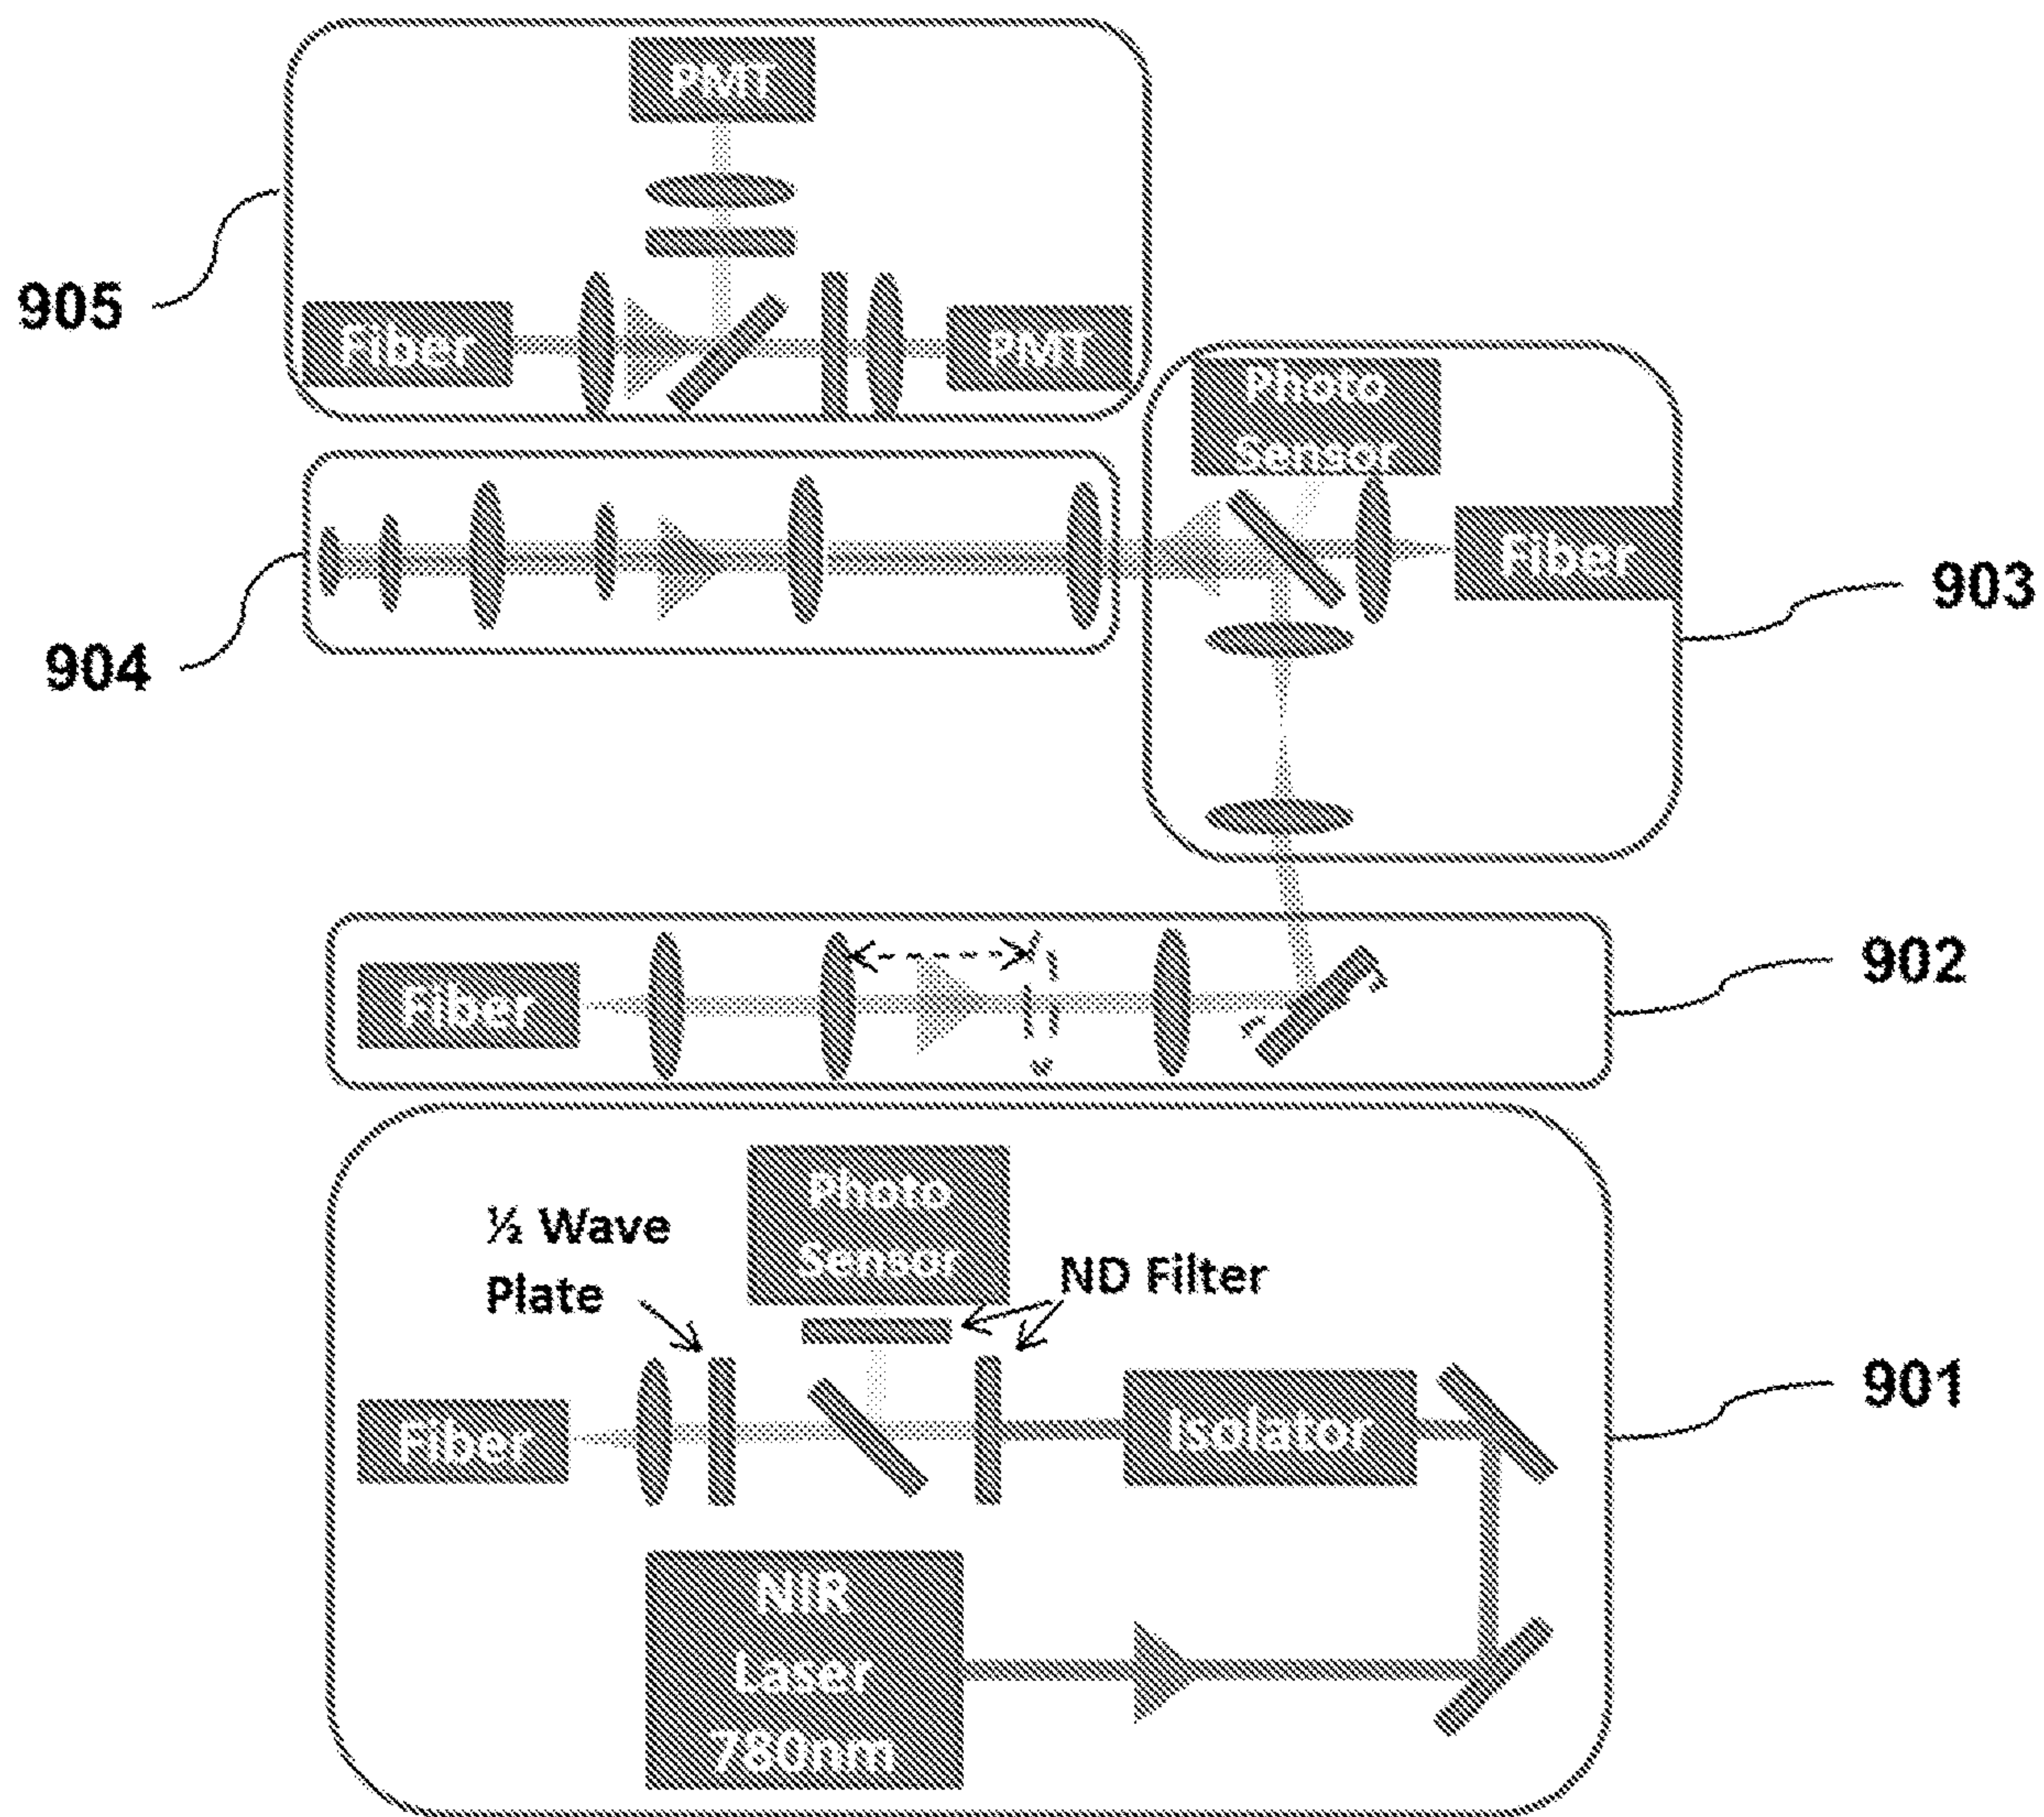 PMT
905
Fiber
PMT
Photo
Sensor
Fiber
903
904
902
Fiber
Photo
Sensor
½ Wave
Plate
ND Filter
901
Fiber
Isolator
NIR
Laser
780nm